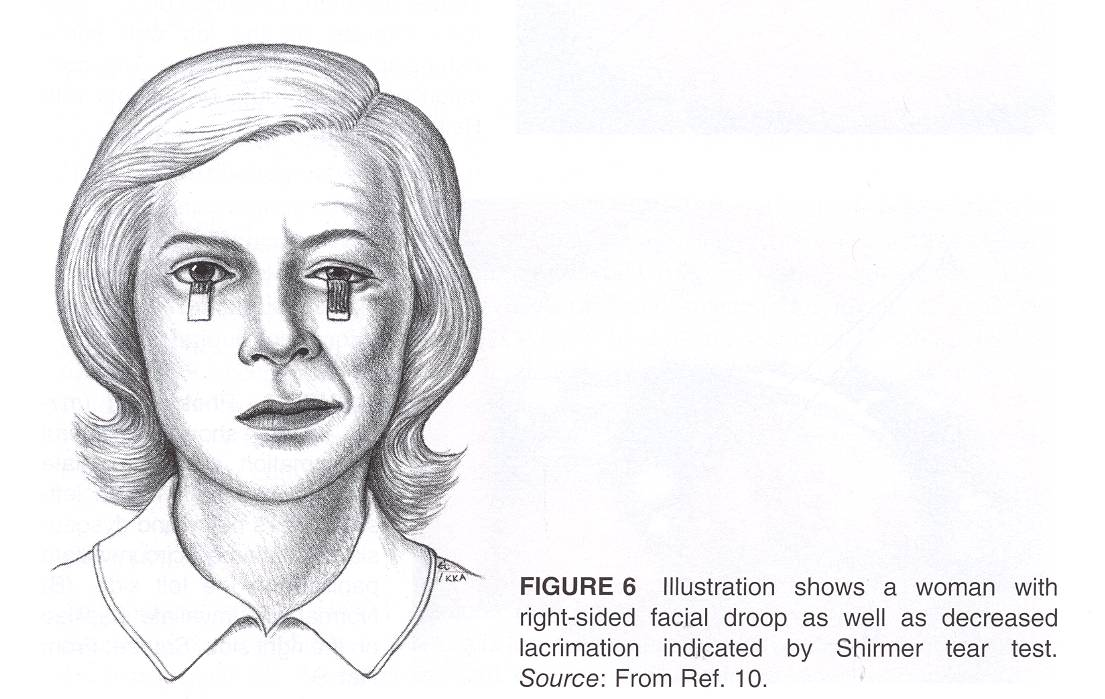 FIGURE 6 Illustration shows a woman with
right-sided facial droop as well as decreased
lacrimation indicated by Shirmer tear test.
Source: From Ref. 10.
/ KKA